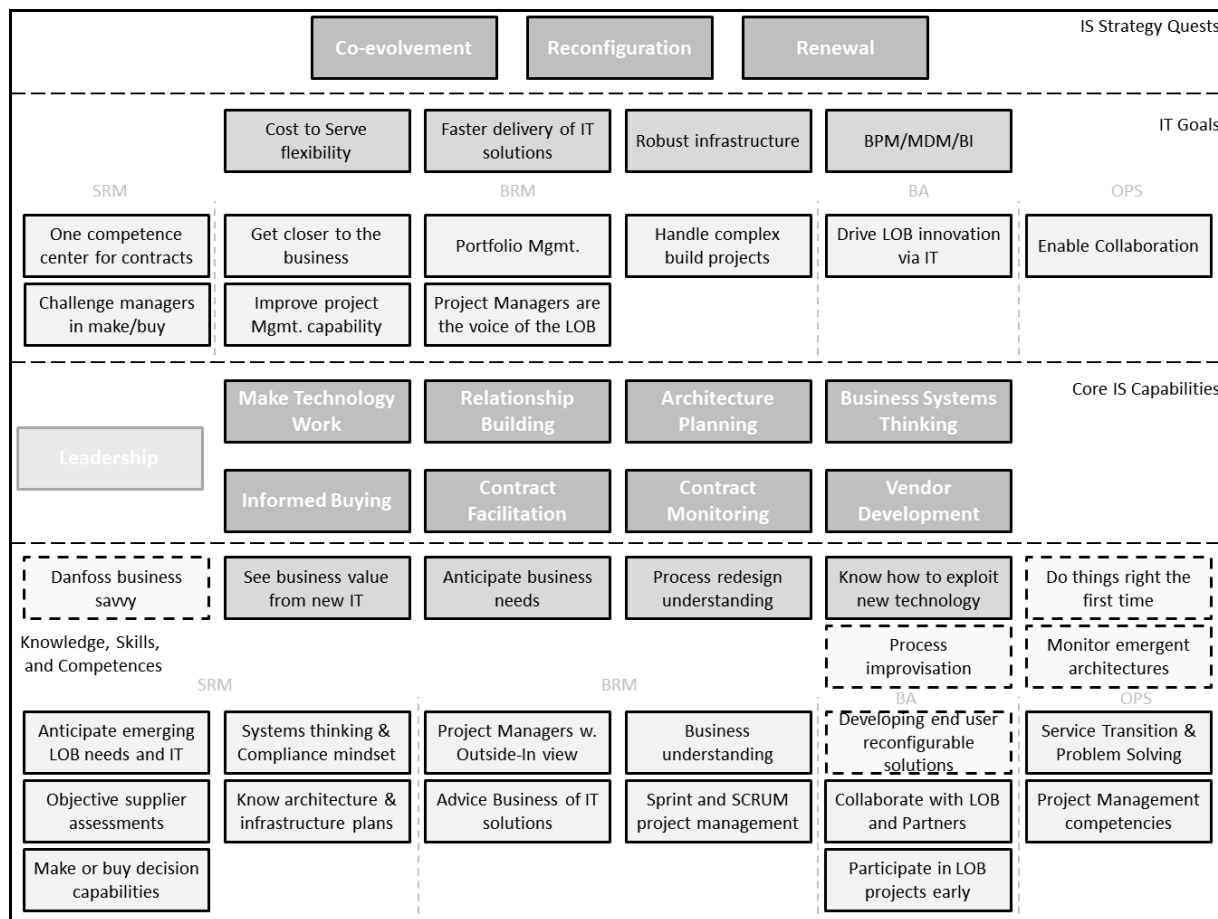 IS Strategy Quests
Co-evolvement
Reconfiguration
Renewal
IT Goals
Cost to Serve
flexibility
Faster delivery of IT
solutions
Robust infrastructure
BPM/MDM/BI
SRM
BRM
BA
OPS
One competence
center for contracts
Get closer to the
business
Portfolio Mgmt.
Handle complex
build projects
Drive LOB innovation
via IT
Enable Collaboration
Challenge managers
in make/buy
Improve project
Mgmt. capability
Project Managers are
the voice of the LOB
Core IS Capabilities
Leadership
Make Technology
Work
Relationship
Building
Architecture
Planning
Business Systems
Thinking
Informed Buying
Contract
Facilitation
Contract
Monitoring
Vendor
Development
Danfoss business
savvy
See business value
from new IT
Anticipate business
needs
Process redesign
understanding
Know how to exploit
new technology
Do things right the
first time
Knowledge, Skills,
and Competences
Process
improvisation
Monitor emergent
architectures
SRM
BRM
BA
OPS
Anticipate emerging
LOB needs and IT
Systems thinking &
Compliance mindset
Project Managers w.
Outside-In view
Business
understanding
Developing end user
reconfigurable
solutions
Service Transition &
Problem Solving
Objective supplier
assessments
Know architecture &
infrastructure plans
Advice Business of IT
solutions
Sprint and SCRUM
project management
Collaborate with LOB
and Partners
Project Management
competencies
Make or buy decision
capabilities
Participate in LOB
projects early